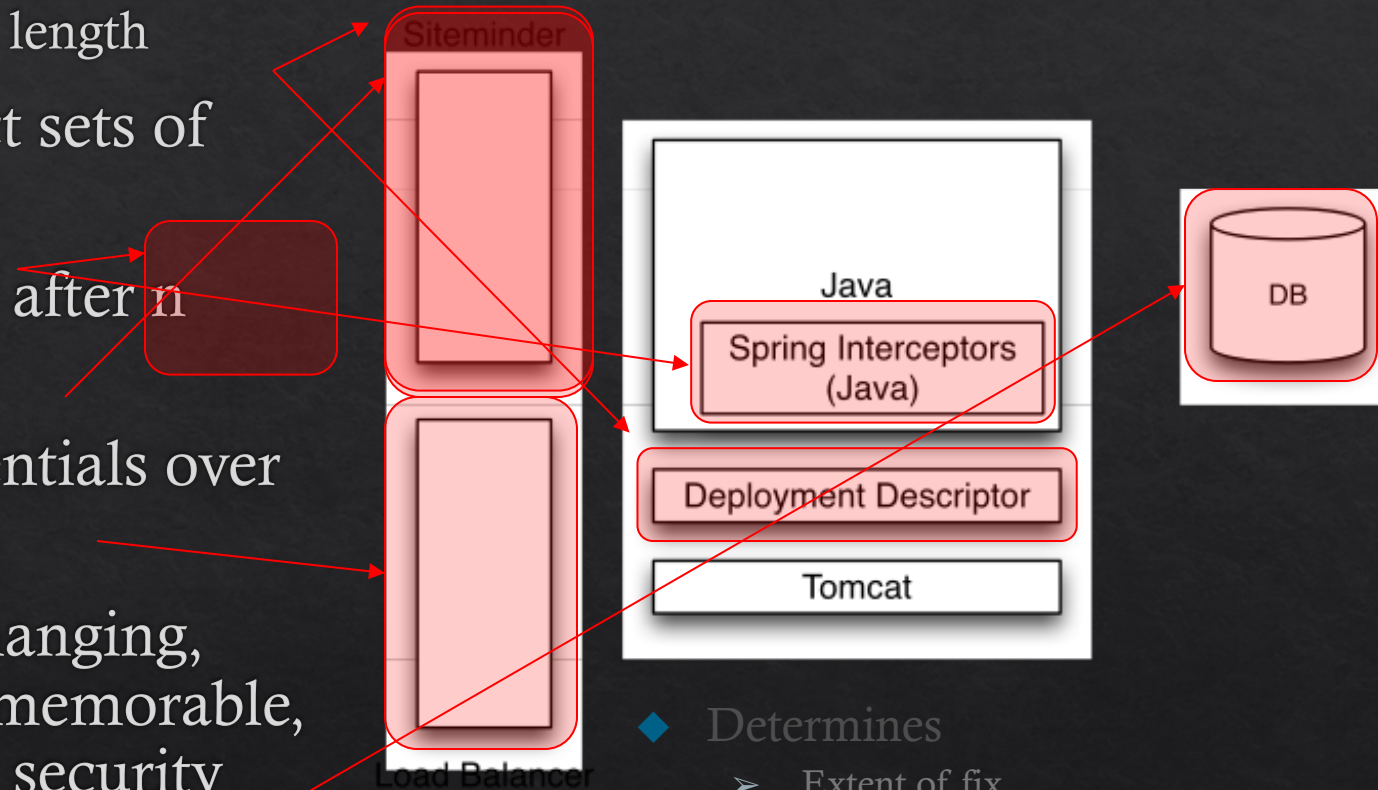 length
t sets of
after n
entials over
anging,
memorable,
security
Siteminder
Load Balancer
Java
Spring Interceptors
(Java)
Deployment Descriptor
Tomcat
DB
Determines
Extent of fix